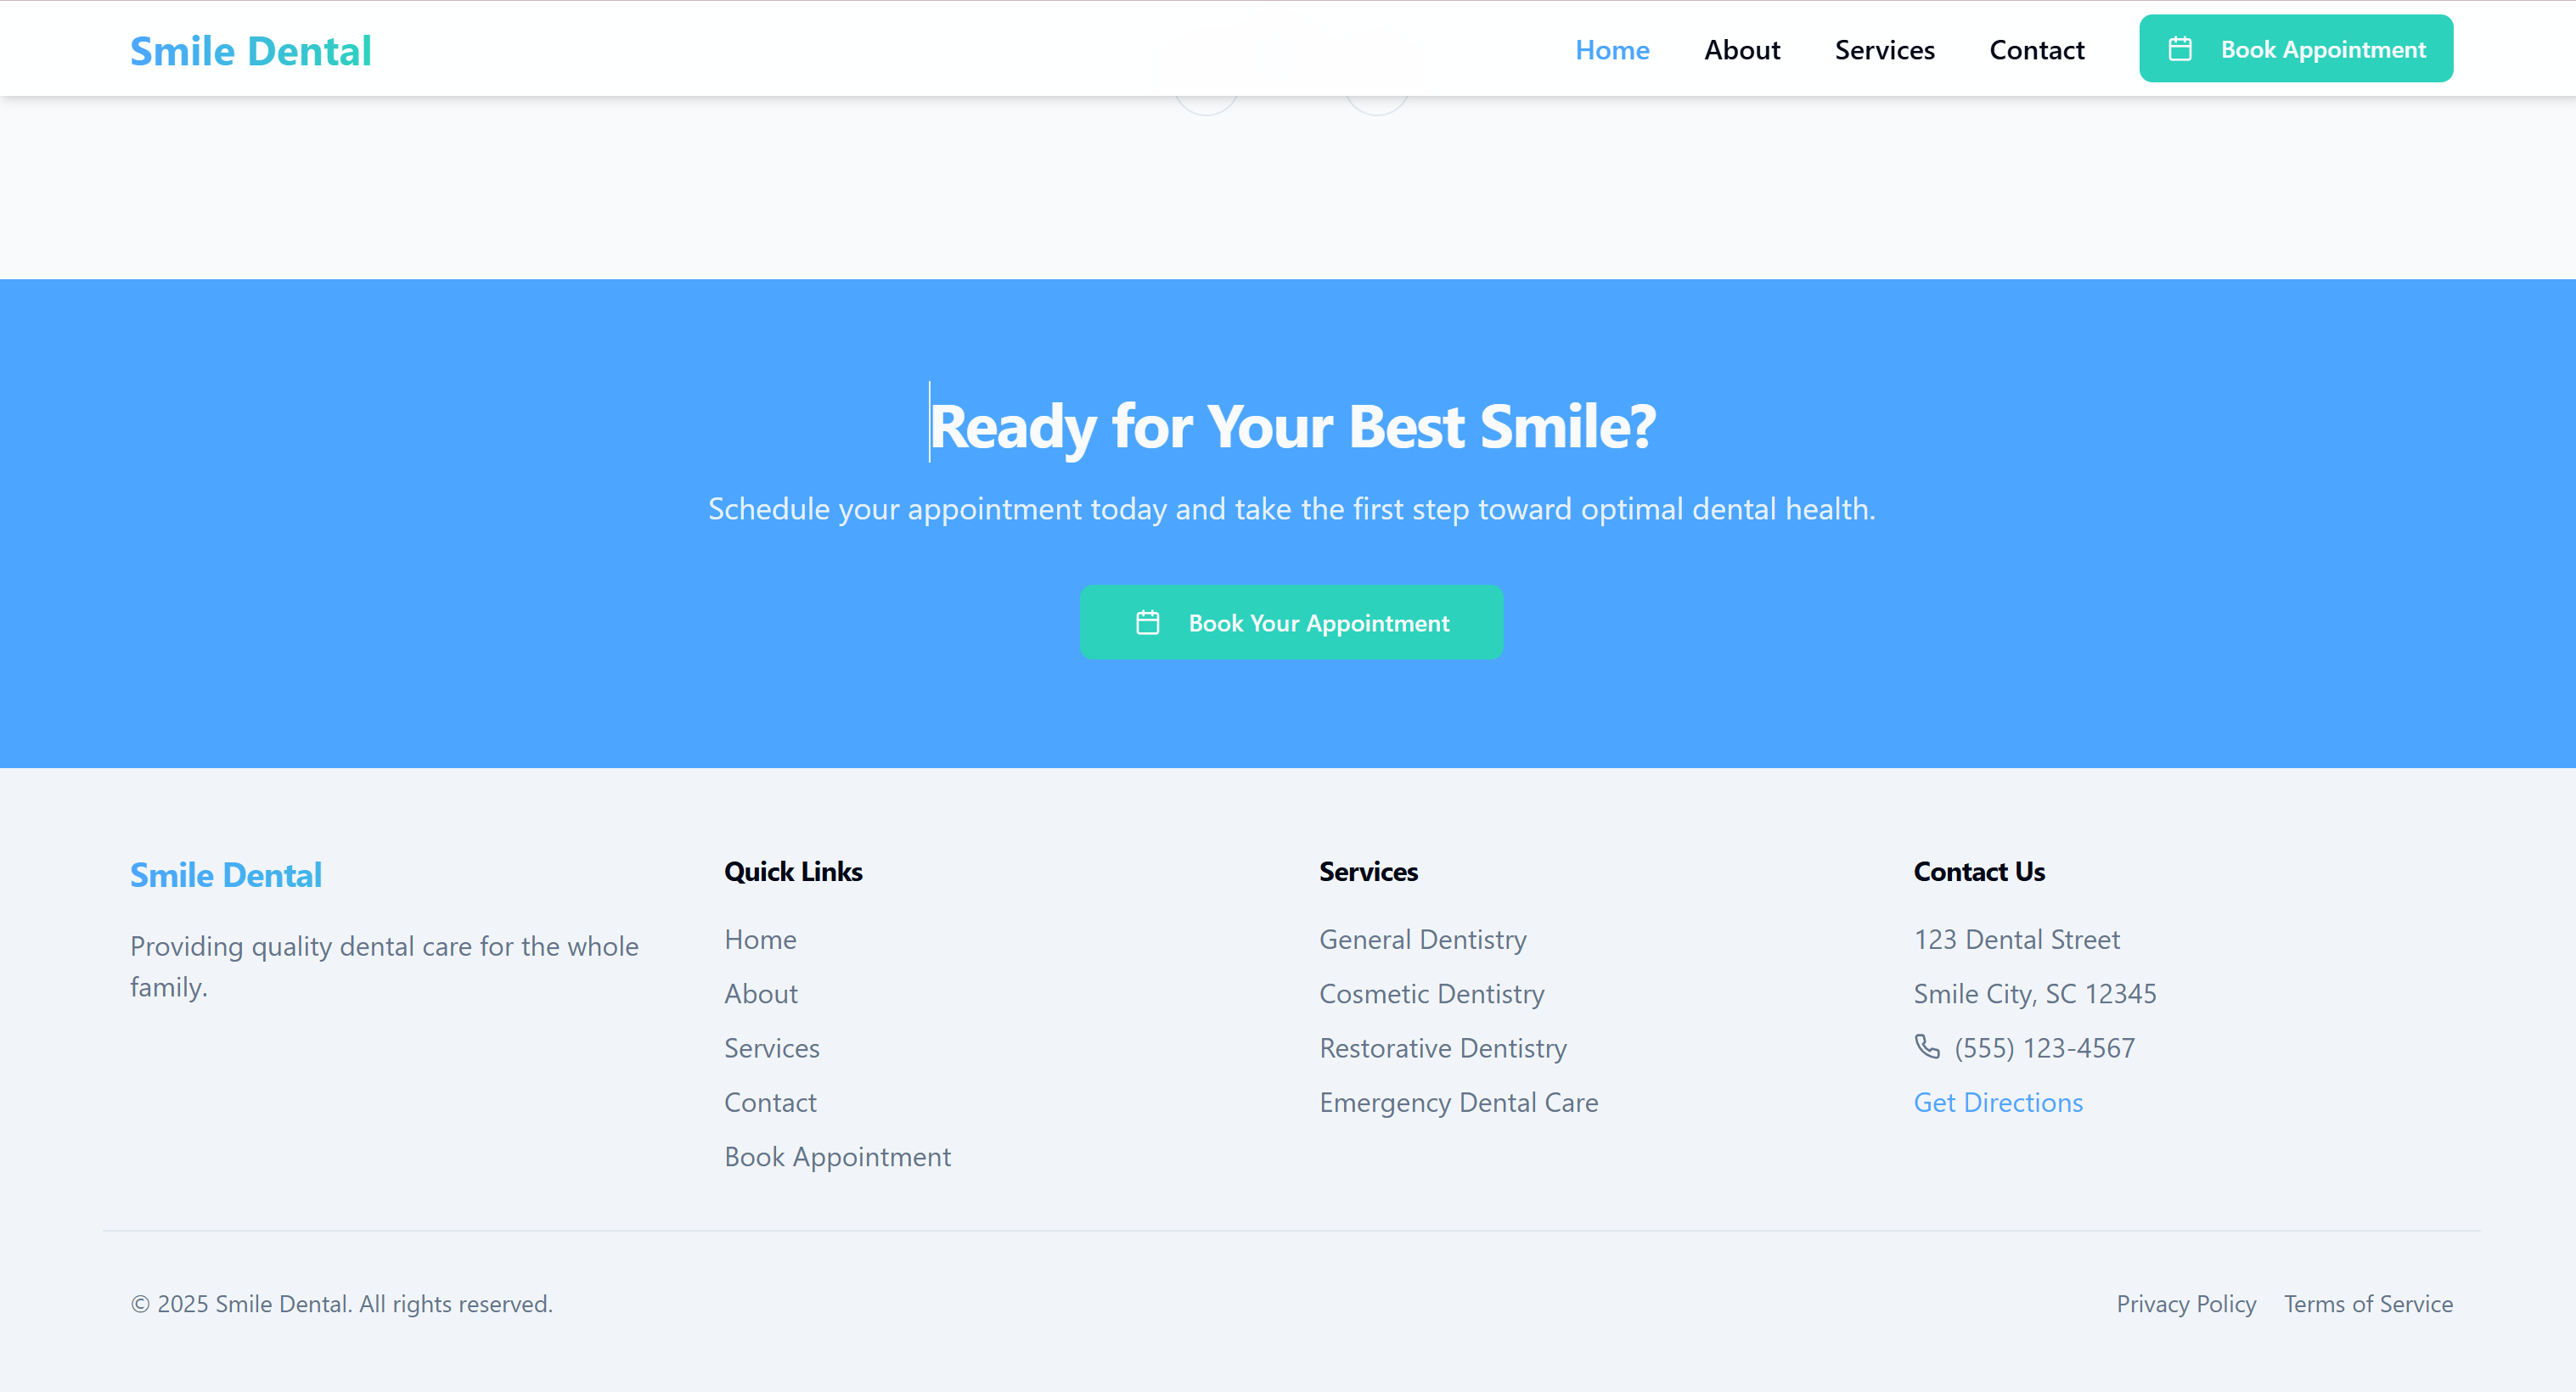 Smile Dental
Home
About
Services
Contact
Book Appointment
Ready for Your Best Smile?
Schedule your appointment today and take the first step toward optimal dental health.
Book Your Appointment
Smile Dental
Providing quality dental care for the whole
family.
Quick Links
Home
About
Services
Contact
Book Appointment
Services
General Dentistry
Cosmetic Dentistry
Restorative Dentistry
Emergency Dental Care
Contact Us
123 Dental Street
Smile City, SC 12345
(555) 123-4567
Get Directions
© 2025 Smile Dental. All rights reserved.
Privacy Policy
Terms of Service